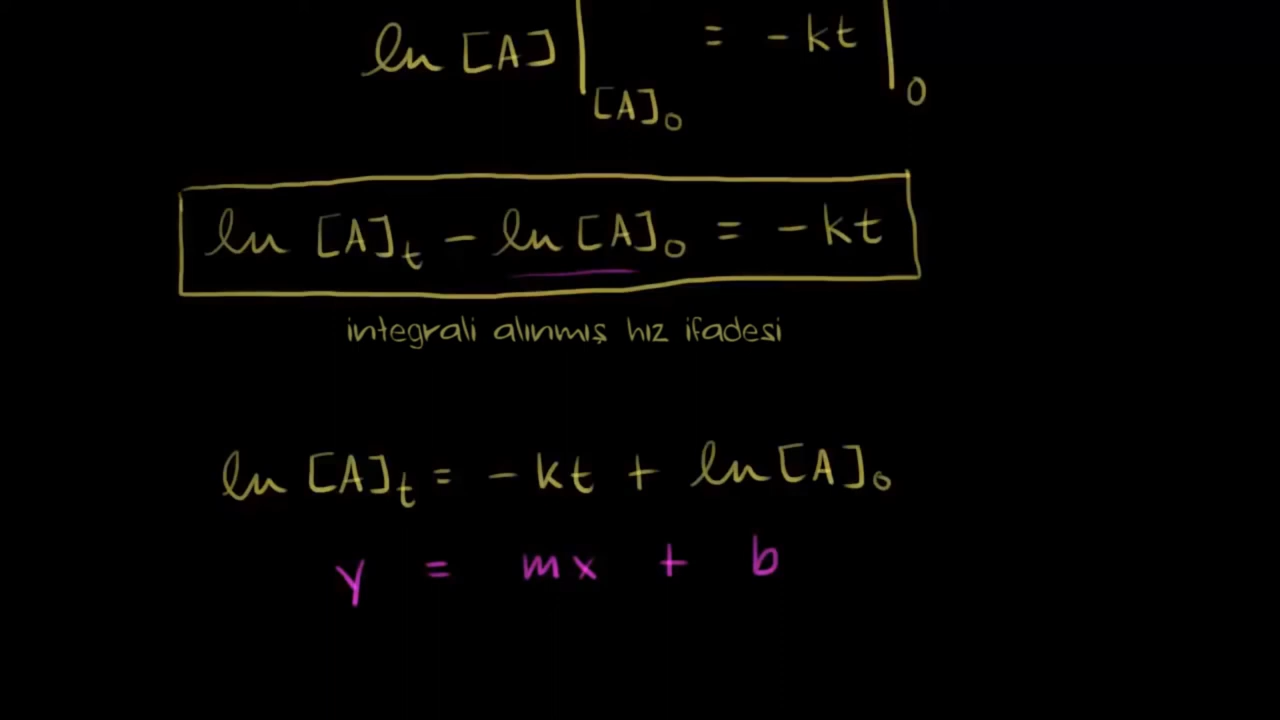 ln [A] | [A]₀ = -kt | 0
ln [A]t - ln [A]₀ = -kt
integrali alınmış hız ifadesi
ln [A]t = -kt + ln [A]₀
y = mx + b